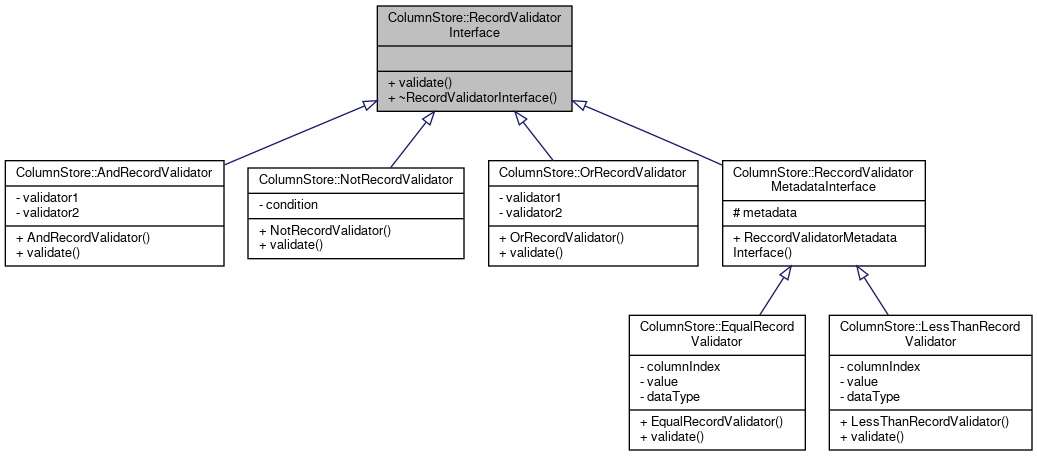 ColumnStore::RecordValidator
Interface
+ validate()
+ ~RecordValidatorInterface()
ColumnStore::AndRecordValidator
- validator1
- validator2
+ AndRecordValidator()
+ validate()
ColumnStore::NotRecordValidator
- condition
+ NotRecordValidator()
+ validate()
ColumnStore::OrRecordValidator
- validator1
- validator2
+ OrRecordValidator()
+ validate()
ColumnStore::ReccordValidator
MetadataInterface
# metadata
+ ReccordValidatorMetadata
Interface()
ColumnStore::EqualRecord
Validator
- columnIndex
- value
- dataType
+ EqualRecordValidator()
+ validate()
ColumnStore::LessThanRecord
Validator
- columnIndex
- value
- dataType
+ LessThanRecordValidator()
+ validate()